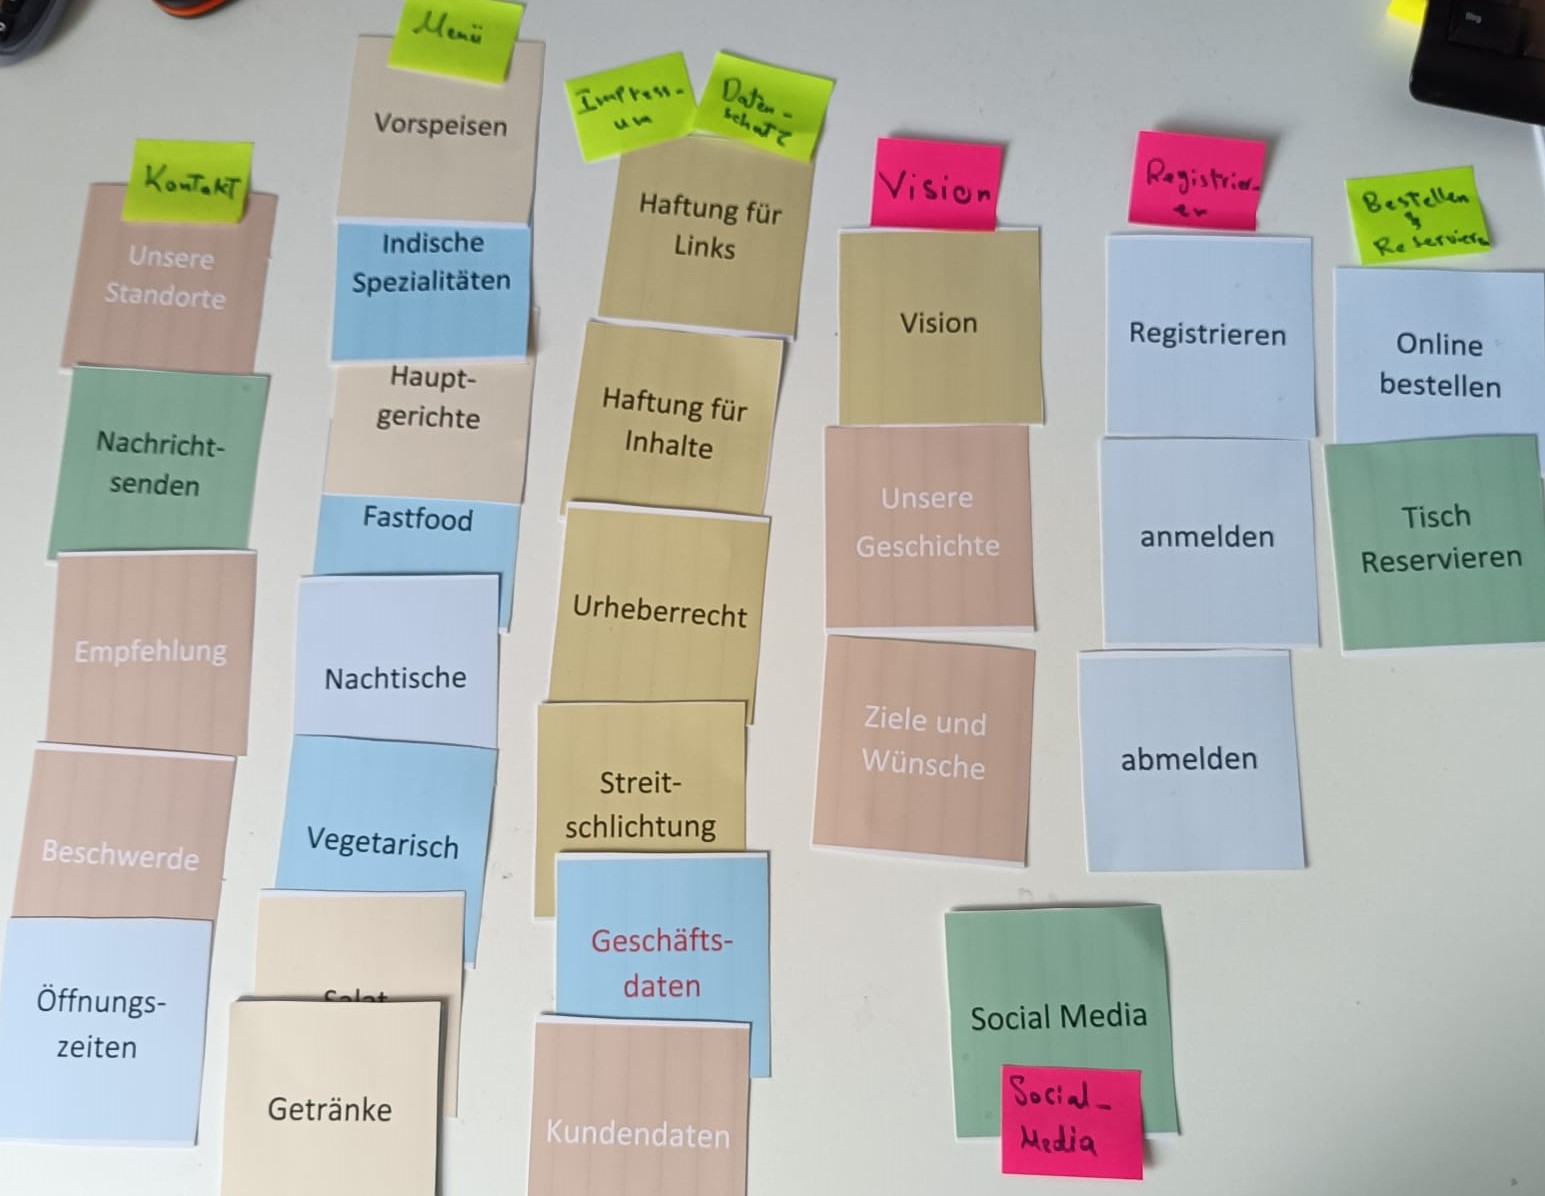 Kontakt
Unsere
Standorte
Nachricht-
senden
Empfehlung
Beschwerde
Öffnungs-
zeiten
Menü
Vorspeisen
Indische
Spezialitäten
Haupt-
gerichte
Fastfood
Nachtische
Vegetarisch
Salat
Getränke
Impress-
um
Daten-
schutz
Haftung für
Links
Haftung für
Inhalte
Urheberrecht
Streit-
schlichtung
Geschäfts-
daten
Kundendaten
Vision
Vision
Unsere
Geschichte
Ziele und
Wünsche
Registrier-
en
Registrieren
anmelden
abmelden
Social Media
Social-
Media
Bestellen
&
Reservieren
Online
bestellen
Tisch
Reservieren